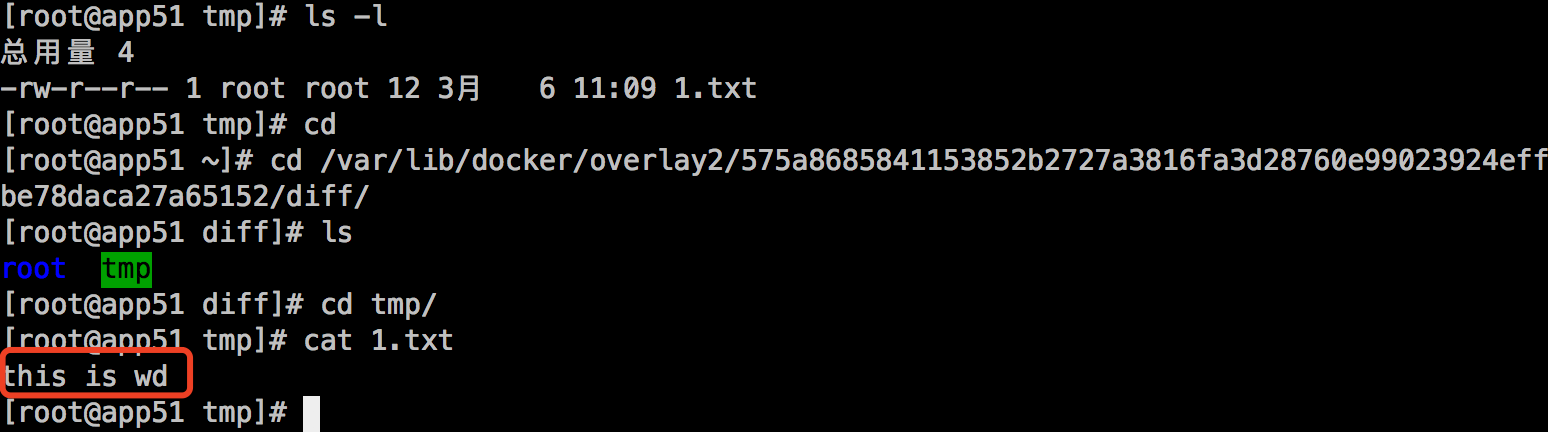 [root@app51 tmp]# ls -l
总用量 4
-rw-r--r-- 1 root root 12 3月   6 11:09 1.txt
[root@app51 tmp]# cd
[root@app51 ~]# cd /var/lib/docker/overlay2/575a8685841153852b2727a3816fa3d28760e99023924eff
be78daca27a65152/diff/
[root@app51 diff]# ls
root  tmp
[root@app51 diff]# cd tmp/
[root@app51 tmp]# cat 1.txt
this is wd
[root@app51 tmp]#